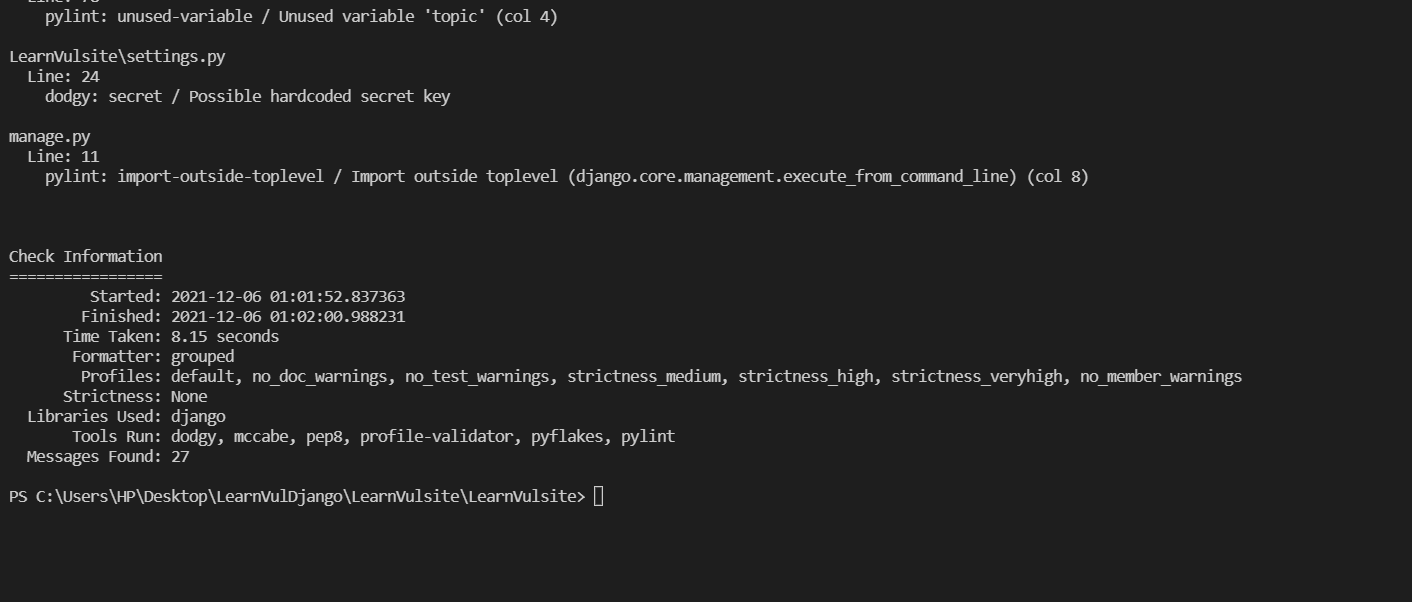 pylint: unused-variable / Unused variable 'topic' (col 4)
LearnVulsite\settings.py
Line: 24
dodgy: secret / Possible hardcoded secret key
manage.py
Line: 11
pylint: import-outside-toplevel / Import outside toplevel (django.core.management.execute_from_command_line) (col 8)
Check Information
=================
Started: 2021-12-06 01:01:52.837363
Finished: 2021-12-06 01:02:00.988231
Time Taken: 8.15 seconds
Formatter: grouped
Profiles: default, no_doc_warnings, no_test_warnings, strictness_medium, strictness_high, strictness_veryhigh, no_member_warnings
Strictness: None
Libraries Used: django
Tools Run: dodgy, mccabe, pep8, profile-validator, pyflakes, pylint
Messages Found: 27
PS C:\Users\HP\Desktop\LearnVulDjango\LearnVulsite\LearnVulsite>